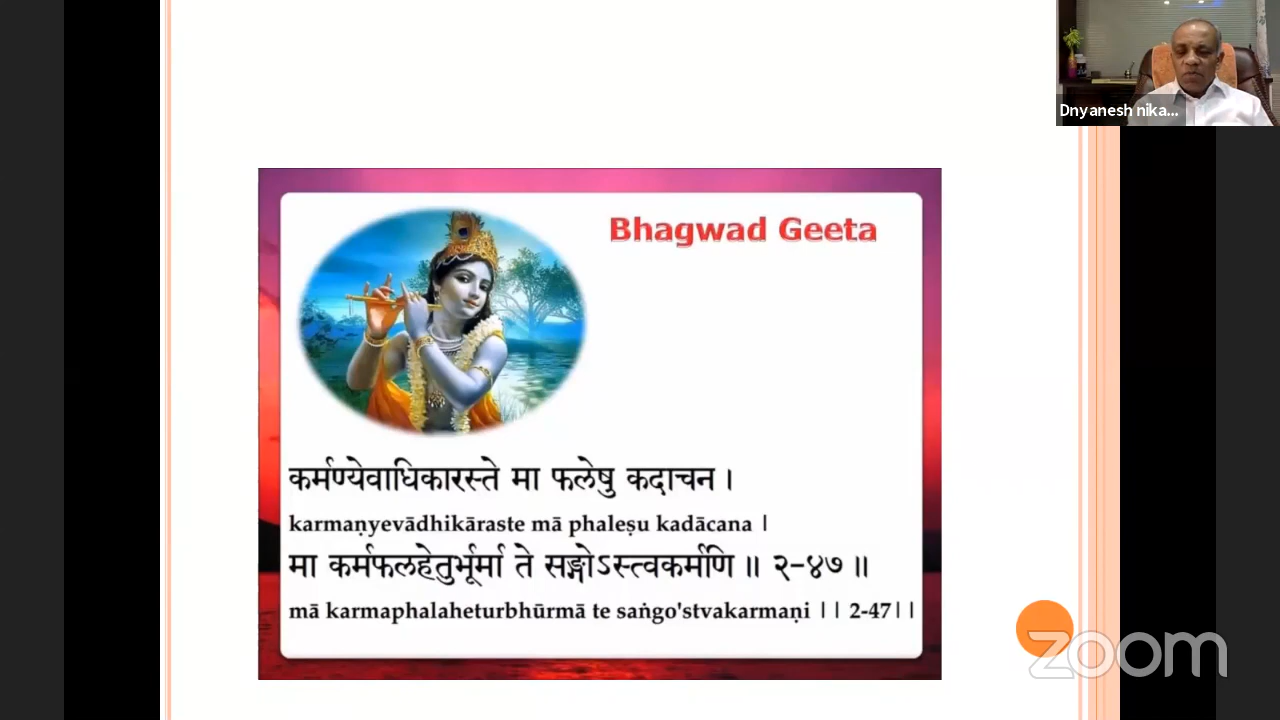 Dnyanesh nika...
Bhagwad Geeta
कर्मण्येवाधिकारस्ते मा फलेषु कदाचन ।
karmaṇyevādhikāraste mā phaleṣu kadācana |
मा कर्मफलहेतुर्भूर्मा ते सङ्गोऽस्त्वकर्मणि ॥ २-४७ ॥
mā karmaphalaheturbhūrmā te saṅgo'stvakarmaṇi || 2-47||
zoom